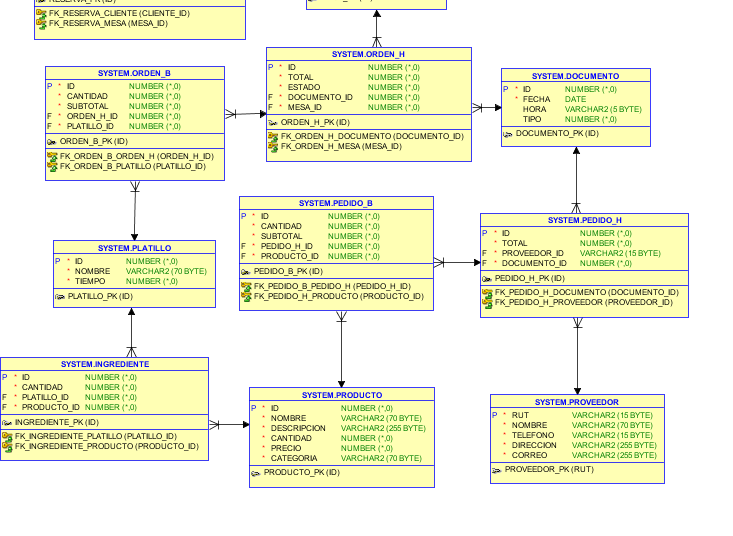 FK_RESERVA_CLIENTE (CLIENTE_ID)
FK_RESERVA_MESA (MESA_ID)
SYSTEM.ORDEN_H
P * ID NUMBER (*,0)
* TOTAL NUMBER (*,0)
* ESTADO NUMBER (*,0)
F * DOCUMENTO_ID NUMBER (*,0)
F * MESA_ID NUMBER (*,0)
ORDEN_H_PK (ID)
FK_ORDEN_H_DOCUMENTO (DOCUMENTO_ID)
FK_ORDEN_H_MESA (MESA_ID)
SYSTEM.ORDEN_B
P * ID NUMBER (*,0)
* CANTIDAD NUMBER (*,0)
* SUBTOTAL NUMBER (*,0)
F * ORDEN_H_ID NUMBER (*,0)
F * PLATILLO_ID NUMBER (*,0)
ORDEN_B_PK (ID)
FK_ORDEN_B_ORDEN_H (ORDEN_H_ID)
FK_ORDEN_B_PLATILLO (PLATILLO_ID)
SYSTEM.DOCUMENTO
P * ID NUMBER (*,0)
* FECHA DATE
HORA VARCHAR2 (5 BYTE)
TIPO NUMBER (*,0)
DOCUMENTO_PK (ID)
SYSTEM.PEDIDO_B
P * ID NUMBER (*,0)
* CANTIDAD NUMBER (*,0)
* SUBTOTAL NUMBER (*,0)
F * PEDIDO_H_ID NUMBER (*,0)
F * PRODUCTO_ID NUMBER (*,0)
PEDIDO_B_PK (ID)
FK_PEDIDO_B_PEDIDO_H (PEDIDO_H_ID)
FK_PEDIDO_H_PRODUCTO (PRODUCTO_ID)
SYSTEM.PEDIDO_H
P * ID NUMBER (*,0)
* TOTAL NUMBER (*,0)
F * PROVEEDOR_ID VARCHAR2 (15 BYTE)
F * DOCUMENTO_ID NUMBER (*,0)
PEDIDO_H_PK (ID)
FK_PEDIDO_H_DOCUMENTO (DOCUMENTO_ID)
FK_PEDIDO_H_PROVEEDOR (PROVEEDOR_ID)
SYSTEM.PLATILLO
P * ID NUMBER (*,0)
* NOMBRE VARCHAR2 (70 BYTE)
* TIEMPO NUMBER (*,0)
PLATILLO_PK (ID)
SYSTEM.INGREDIENTE
P * ID NUMBER (*,0)
* CANTIDAD NUMBER (*,0)
F * PLATILLO_ID NUMBER (*,0)
F * PRODUCTO_ID NUMBER (*,0)
INGREDIENTE_PK (ID)
FK_INGREDIENTE_PLATILLO (PLATILLO_ID)
FK_INGREDIENTE_PRODUCTO (PRODUCTO_ID)
SYSTEM.PRODUCTO
P * ID NUMBER (*,0)
* NOMBRE VARCHAR2 (70 BYTE)
* DESCRIPCION VARCHAR2 (255 BYTE)
* CANTIDAD NUMBER (*,0)
* PRECIO NUMBER (*,0)
* CATEGORIA VARCHAR2 (70 BYTE)
PRODUCTO_PK (ID)
SYSTEM.PROVEEDOR
P * RUT VARCHAR2 (15 BYTE)
* NOMBRE VARCHAR2 (70 BYTE)
* TELEFONO VARCHAR2 (15 BYTE)
* DIRECCION VARCHAR2 (255 BYTE)
* CORREO VARCHAR2 (255 BYTE)
PROVEEDOR_PK (RUT)